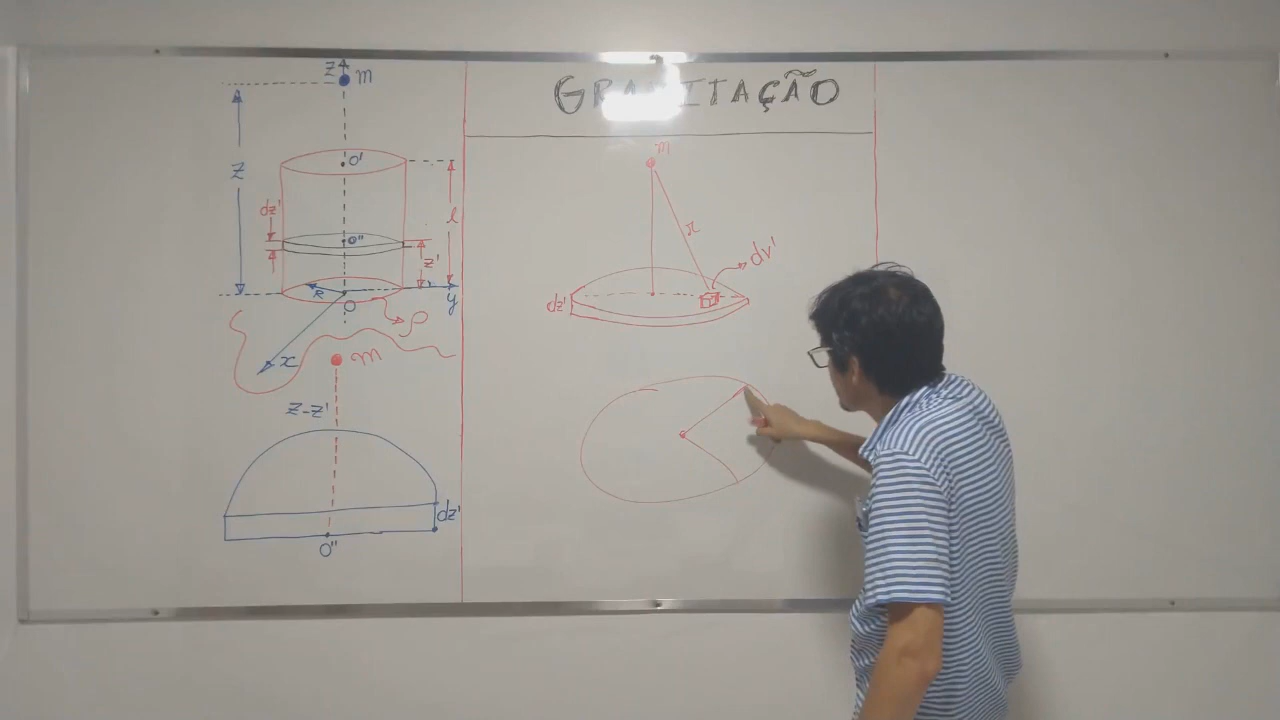 GRAVITAÇÃO
z
m
z
O'
dz'
O''
l
z'
R
O
y
ρ
x
m
z-z'
dz'
O''
m
r
dv'
dz'